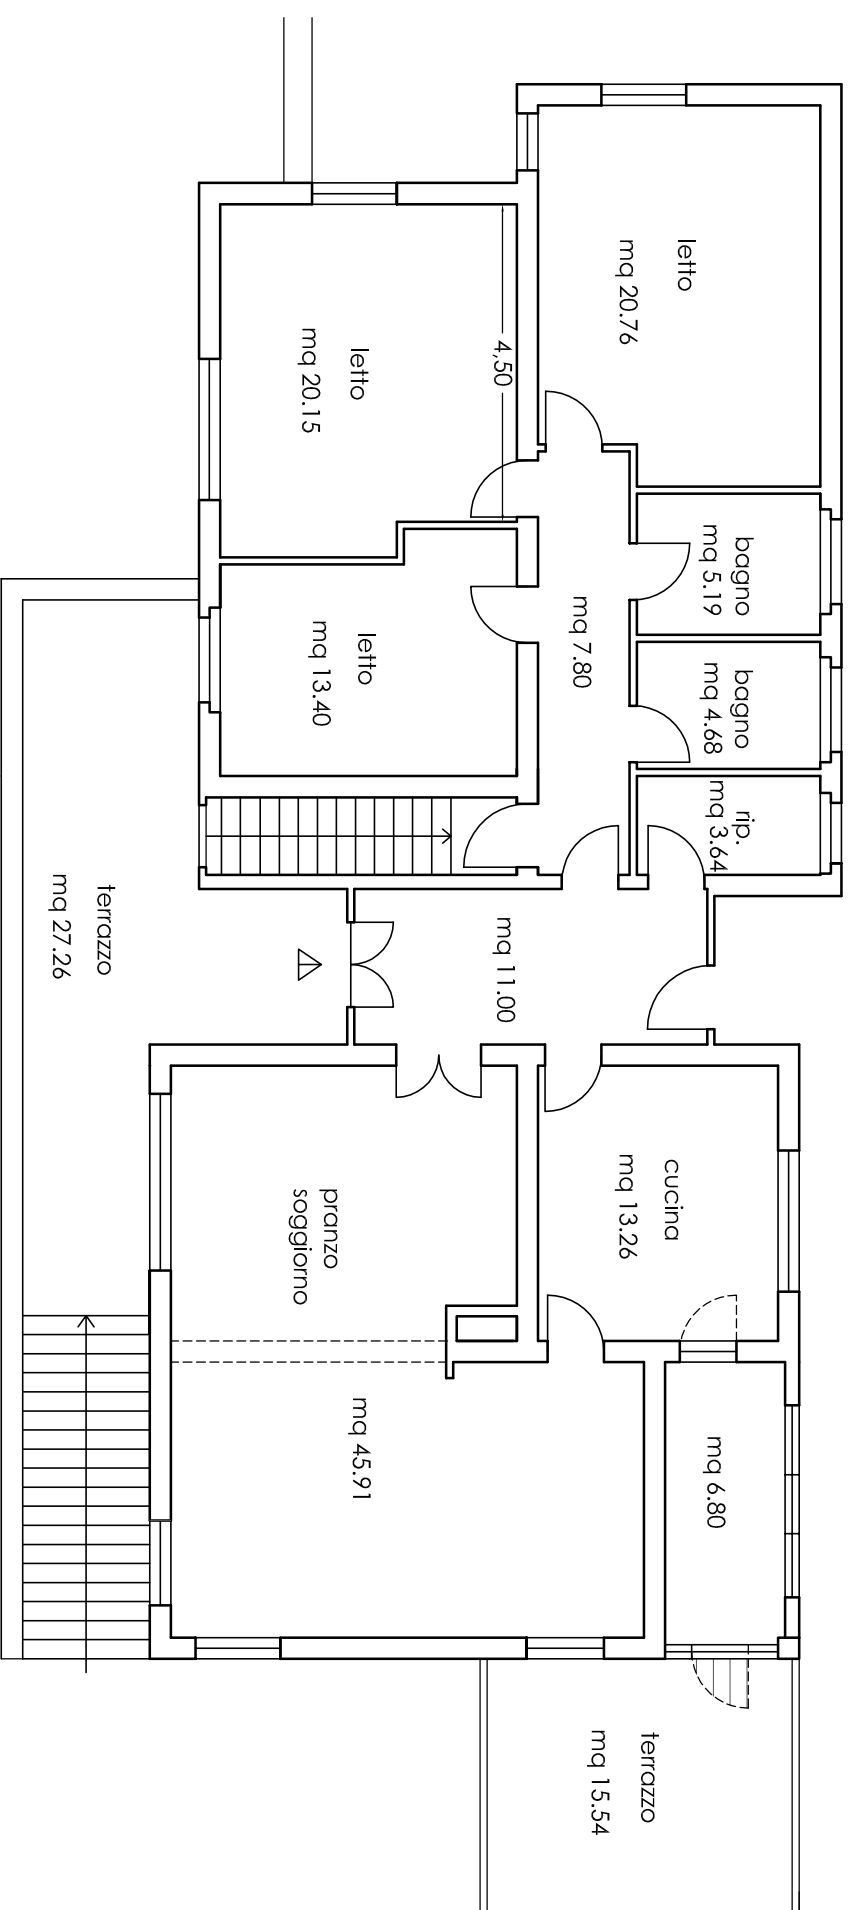 letto
mq 20.76
letto
mq 20.15
4,50
bagno
mq 5.19
mq 7.80
letto
mq 13.40
bagno
mq 4.68
rip.
mq 3.64
terrazzo
mq 27.26
mq 11.00
cucina
mq 13.26
pranzo
soggiorno
mq 45.91
mq 6.80
terrazzo
mq 15.54